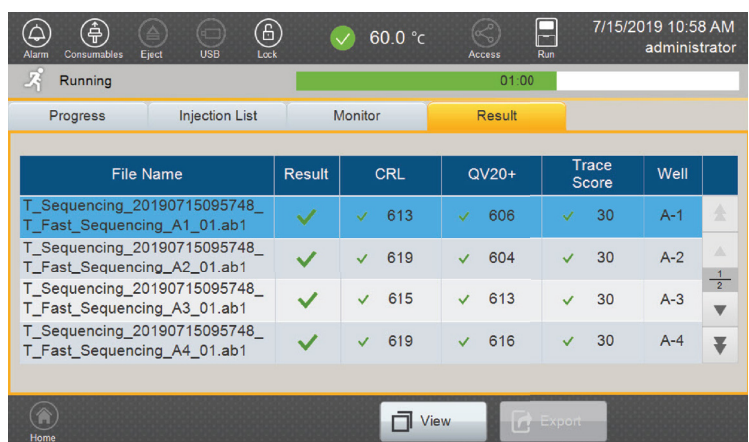 60.0 °c
7/15/2019 10:58 AM
administrator
Alarm
Consumables
Eject
USB
Lock
Access
Run
Running
01:00
Progress
Injection List
Monitor
Result
File Name
Result
CRL
QV20+
Trace
Score
Well
T_Sequencing_20190715095748_
T_Fast_Sequencing_A1_01.ab1
613
606
30
A-1
T_Sequencing_20190715095748_
T_Fast_Sequencing_A2_01.ab1
619
604
30
A-2
1
2
T_Sequencing_20190715095748_
T_Fast_Sequencing_A3_01.ab1
615
613
30
A-3
T_Sequencing_20190715095748_
T_Fast_Sequencing_A4_01.ab1
619
616
30
A-4
Home
View
Export